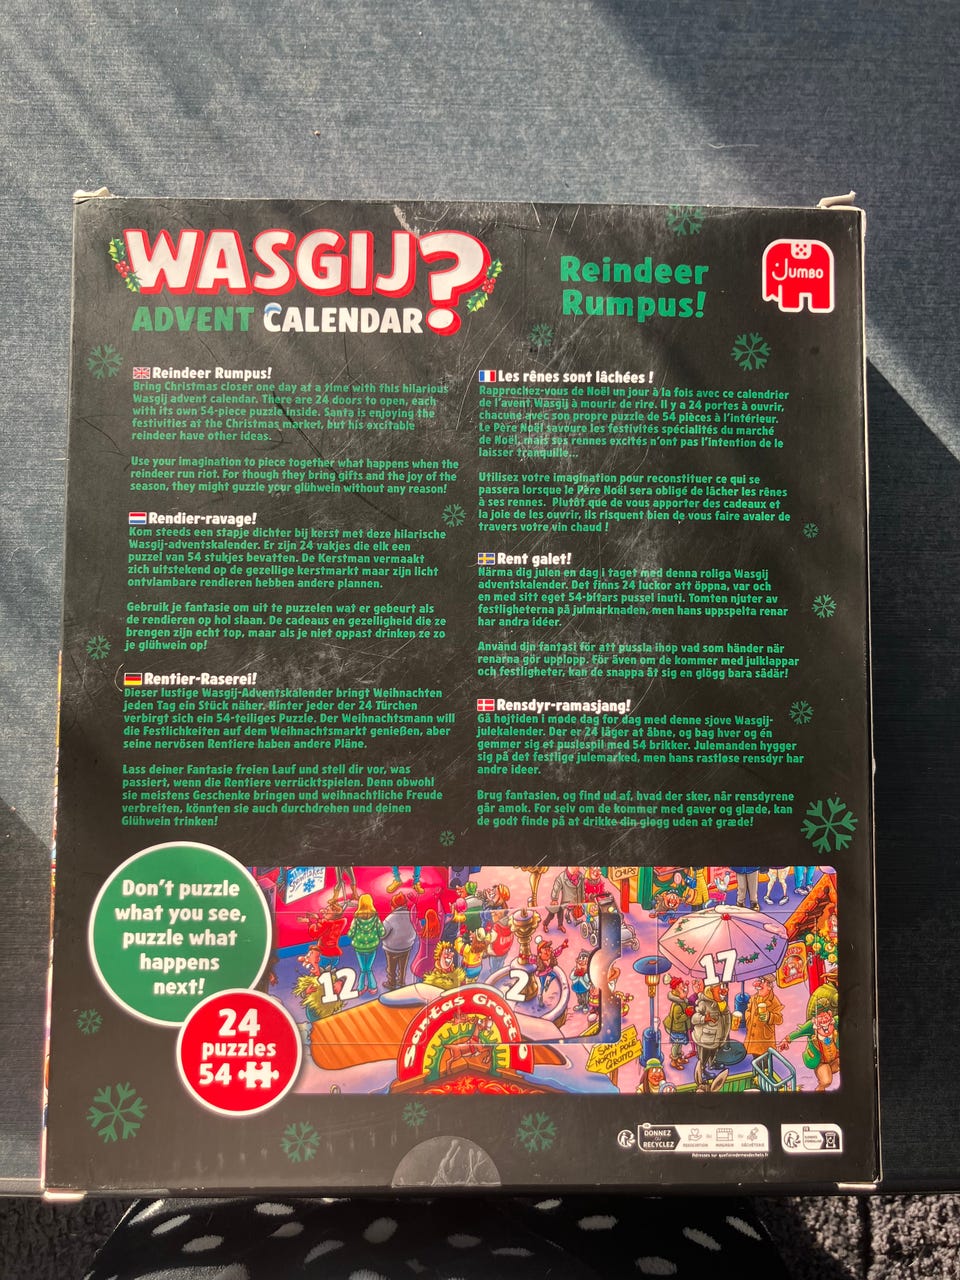 WASGIJ?
ADVENT CALENDAR
Reindeer
Rumpus!
JUMBO
Reindeer Rumpus!
Bring Christmas closer one day at a time with this hilarious
Wasgij advent calendar. There are 24 doors to open, each
with its own 54-piece puzzle inside. Santa is enjoying the
festivities at the Christmas market, but his excitable
reindeer have other ideas.
Use your imagination to piece together what happens when the
reindeer run riot. For though they bring gifts and the joy of the
season, they might guzzle your glühwein without any reason!
Rendier-ravage!
Kom steeds een stapje dichter bij kerst met deze hilarische
Wasgij-adventskalender. Er zijn 24 vakjes die elk een
puzzel van 54 stukjes bevatten. De Kerstman vermaakt
zich uitstekend op de gezellige kerstmarkt maar zijn licht
ontvlambare rendieren hebben andere plannen.
Gebruik je fantasie om uit te puzzelen wat er gebeurt als
de rendieren op hol slaan. De cadeaus en gezelligheid die ze
brengen zijn echt top, maar als je niet oppast drinken ze zo
je glühwein op!
Rentier-Raserei!
Dieser lustige Wasgij-Adventskalender bringt Weihnachten
jeden Tag ein Stück näher. Hinter jeder der 24 Türchen
verbirgt sich ein 54-teiliges Puzzle. Der Weihnachtsmann will
die Festlichkeiten auf dem Weihnachtsmarkt genießen, aber
seine nervösen Rentiere haben andere Pläne.
Lass deiner Fantasie freien Lauf und stell dir vor, was
passiert, wenn die Rentiere verrücktspielen. Denn obwohl
sie meistens Geschenke bringen und weihnachtliche Freude
verbreiten, könnten sie auch durchdrehen und deinen
Glühwein trinken!
Les rênes sont lâchées !
Rapprochez-vous de Noël un jour à la fois avec ce calendrier
de l'avent Wasgij à mourir de rire. Il y a 24 portes à ouvrir,
chacune avec son propre puzzle de 54 pièces à l'intérieur.
Le Père Noël savoure les festivités spécialités du marché
de Noël, mais ses rennes excités n'ont pas l'intention de le
laisser tranquille...
Utilisez votre imagination pour reconstituer ce qui se
passera lorsque le Père Noël sera obligé de lâcher les rênes
à ses rennes. Plutôt que de vous apporter des cadeaux et
la joie de les ouvrir, ils risquent bien de vous faire avaler de
travers votre vin chaud !
Rent galet!
Närma dig julen en dag i taget med denna roliga Wasgij
adventskalender. Det finns 24 luckor att öppna, var och
en med sitt eget 54-bitars pussel inuti. Tomten njuter av
festligheterna på julmarknaden, men hans uppspelta renar
har andra idéer.
Använd din fantasi för att pussla ihop vad som händer när
renarna gör upplopp. För även om de kommer med julklappar
och festligheter, kan de snappa åt sig en glögg bara sådär!
Rensdyr-ramasjang!
Gå højtiden i møde dag for dag med denne sjove Wasgij-
julekalender. Der er 24 låger at åbne, og bag hver og én
gemmer sig et puslespil med 54 brikker. Julemanden hygger
sig på det festlige julemarked, men hans rastløse rensdyr har
andre ideer.
Brug fantasien, og find ud af, hvad der sker, når rensdyrene
går amok. For selv om de kommer med gaver og glæde, kan
de godt finde på at drikke din gløgg uden at græde!
Don't puzzle
what you see,
puzzle what
happens
next!
24
puzzles
54
12
2
17
CHIPS
Santas Grotto
SANTA'S
NORTH POLE
GROTTO
DONNEZ
OU
RECYCLEZ
ASSOCIATION
OU
MAGASIN
OU
DÉCHÈTERIE
Adresses sur quefairedemesdechets.fr